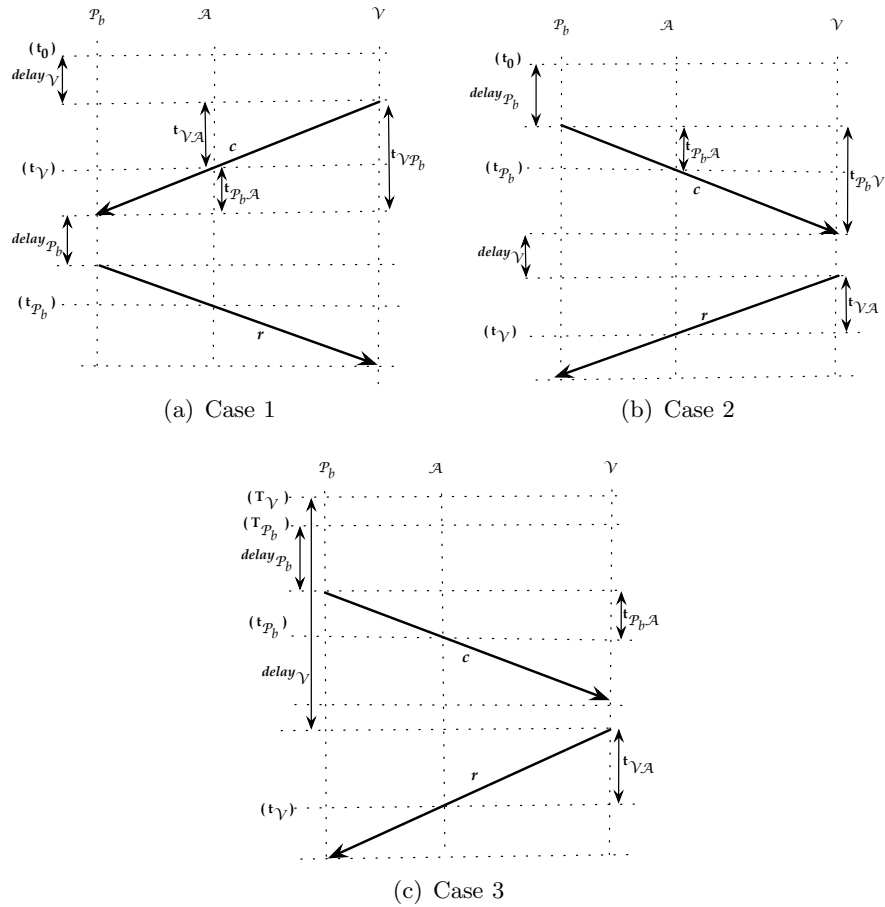 𝒫_b 𝒜 𝒱
(t_0)
delay_𝒱
t_𝒱𝒜 c t_𝒱𝒫_b
(t_𝒱)
t_𝒫_b𝒜
delay_𝒫_b
(t_𝒫_b)
r
(a) Case 1
𝒫_b 𝒜 𝒱
(t_0)
delay_𝒫_b
t_𝒫_b𝒜
(t_𝒫_b) t_𝒫_b𝒱
c
delay_𝒱
t_𝒱𝒜
r
(t_𝒱)
(b) Case 2
𝒫_b 𝒜 𝒱
(T_𝒱)
(T_𝒫_b)
delay_𝒫_b
t_𝒫_b𝒜
(t_𝒫_b)
c
delay_𝒱
t_𝒱𝒜
r
(t_𝒱)
(c) Case 3